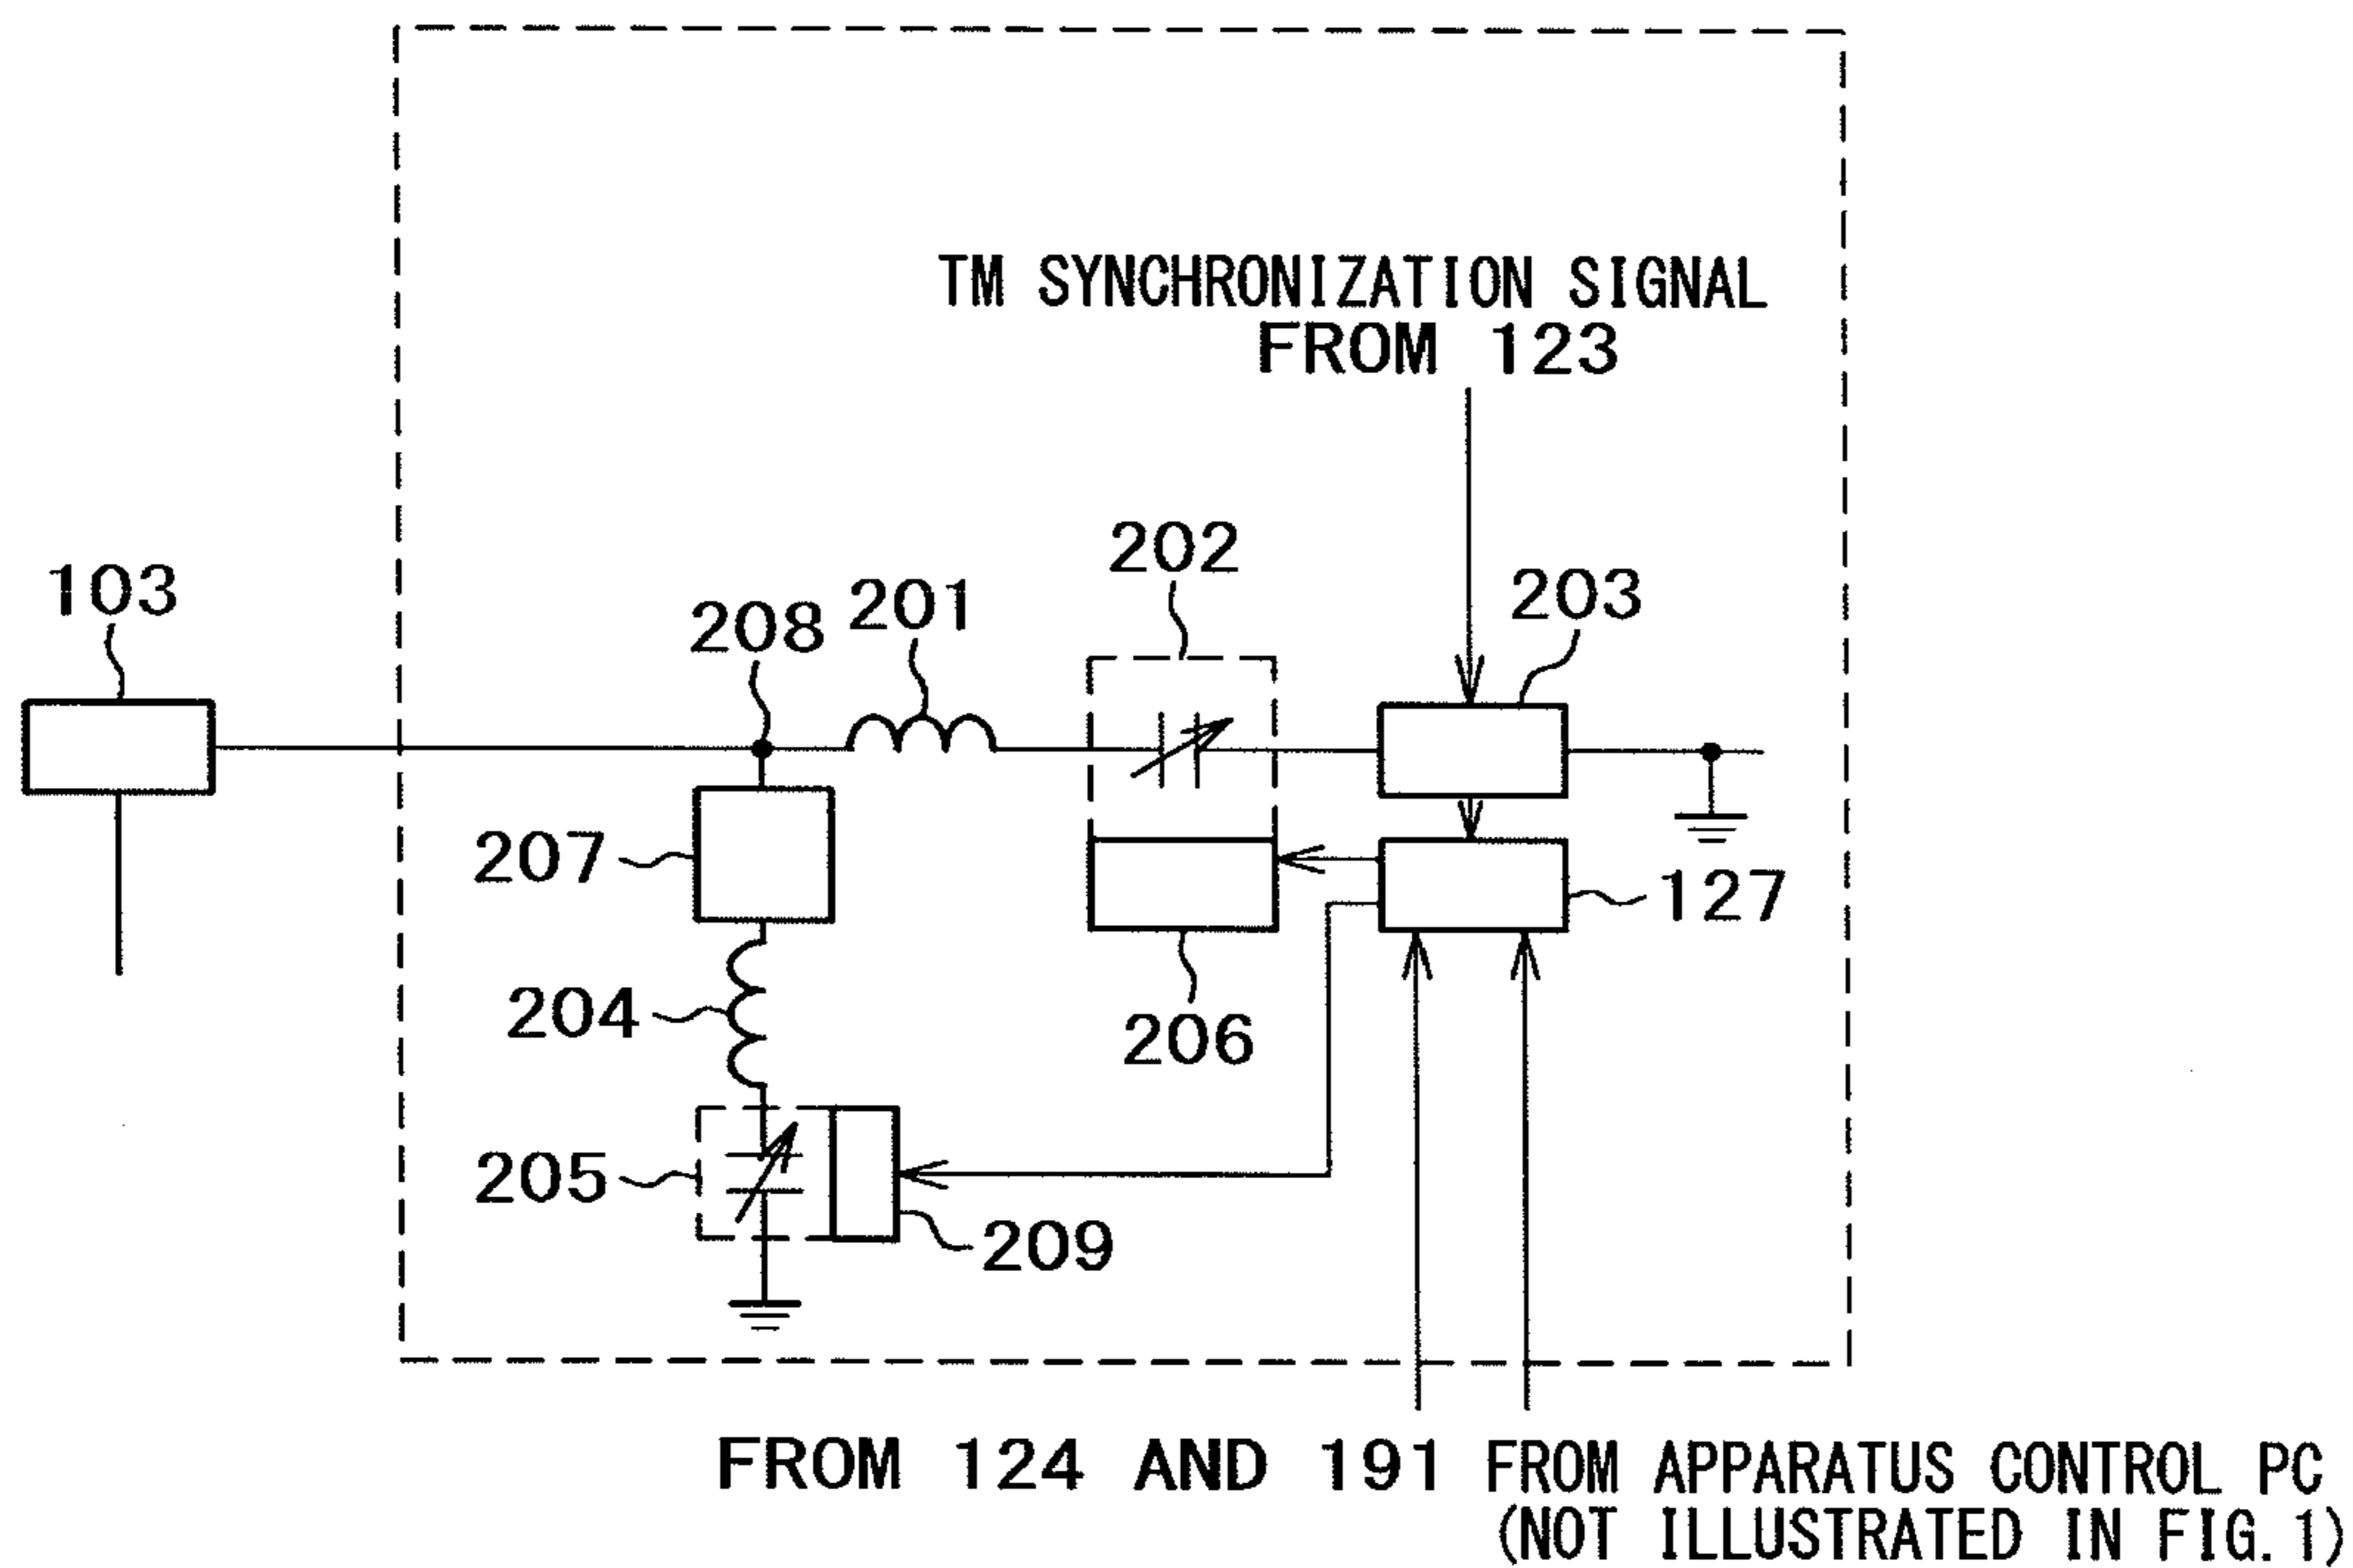 TM SYNCHRONIZATION SIGNAL
FROM 123
202
103
201
203
208
207
127
204
206
205
209
FROM 124 AND 191
FROM APPARATUS CONTROL PC
(NOT ILLUSTRATED IN FIG.1)